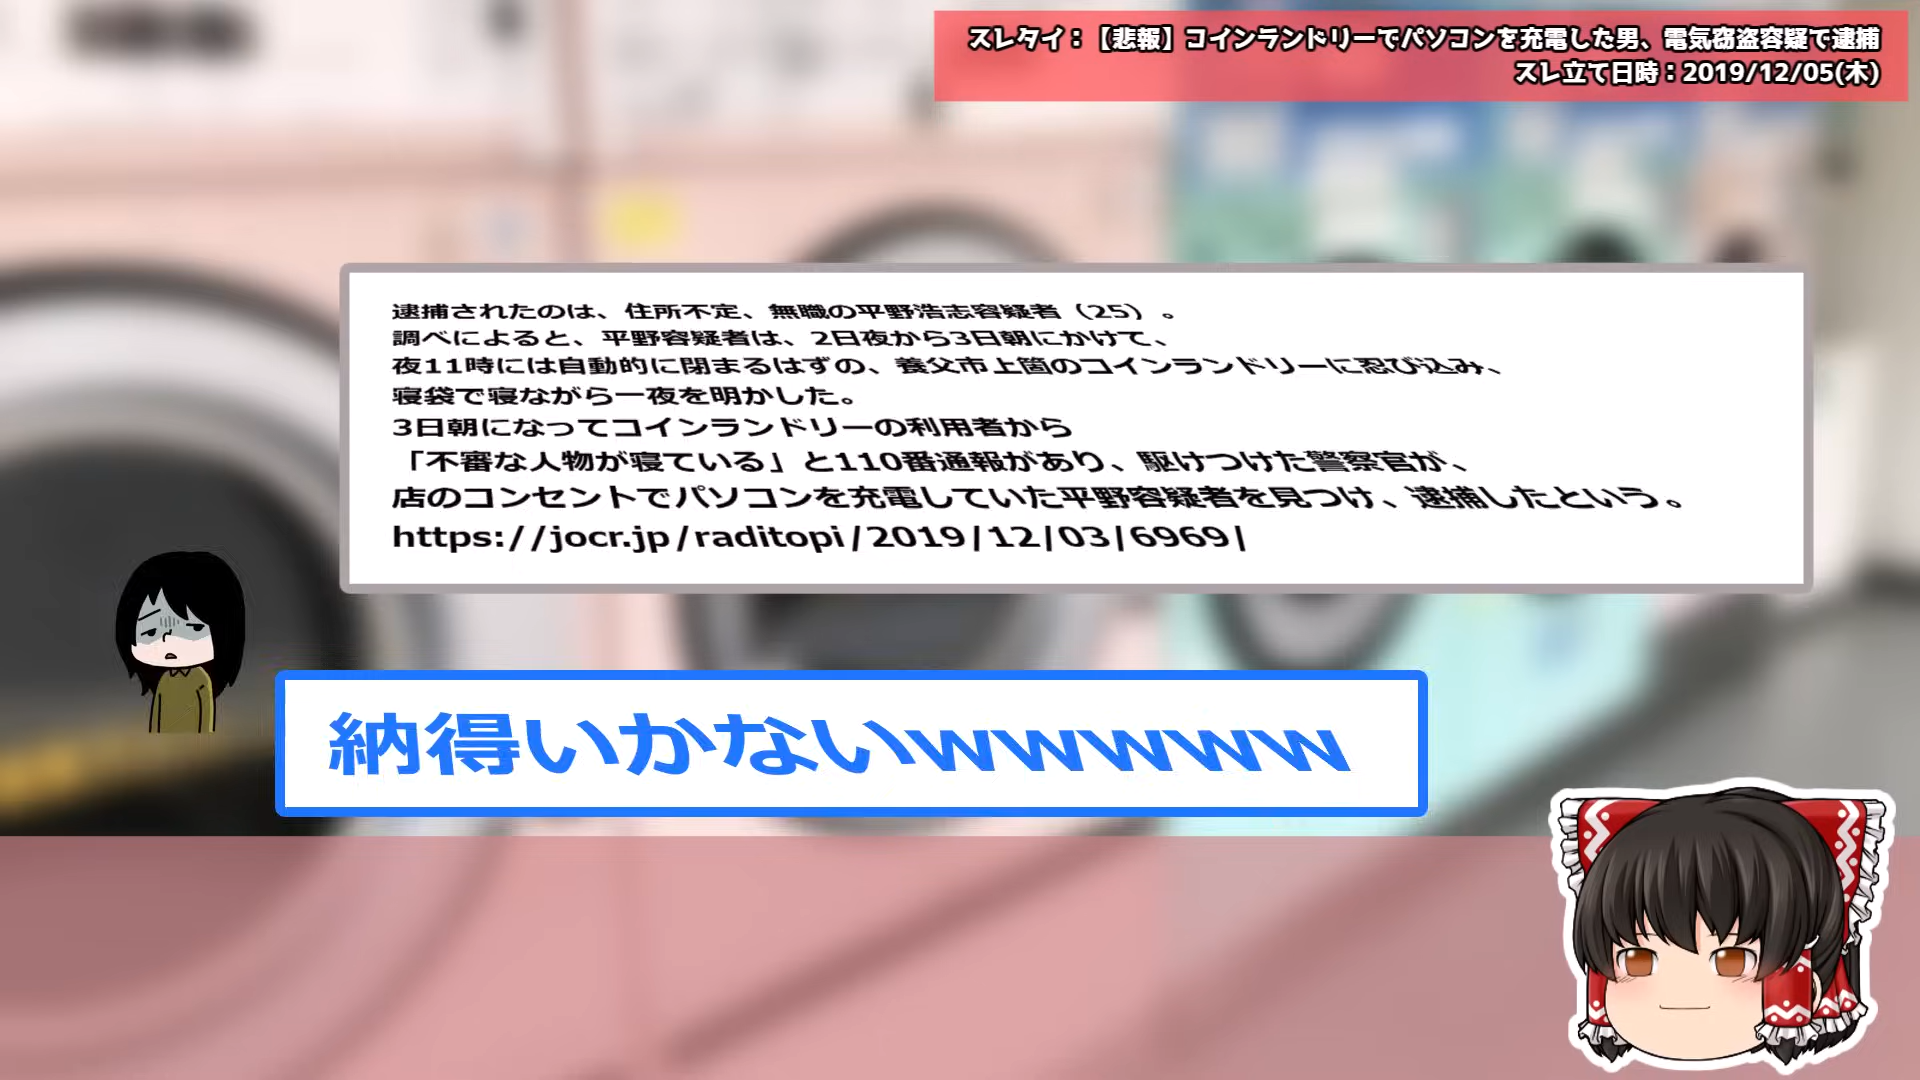 スレタイ：【悲報】コインランドリーでパソコンを充電した男、電気窃盗容疑で逮捕
スレ立て日時：2019/12/05(木)
逮捕されたのは、住所不定、無職の平野浩志容疑者（25）。
調べによると、平野容疑者は、2日夜から3日朝にかけて、
夜11時には自動的に閉まるはずの、養父市上箇のコインランドリーに忍び込み、
寝袋で寝ながら一夜を明かした。
3日朝になってコインランドリーの利用者から
「不審な人物が寝ている」と110番通報があり、駆けつけた警察官が、
店のコンセントでパソコンを充電していた平野容疑者を見つけ、逮捕したという。
https://jocr.jp/raditopi/2019/12/03/6969/
納得いかないwwwww